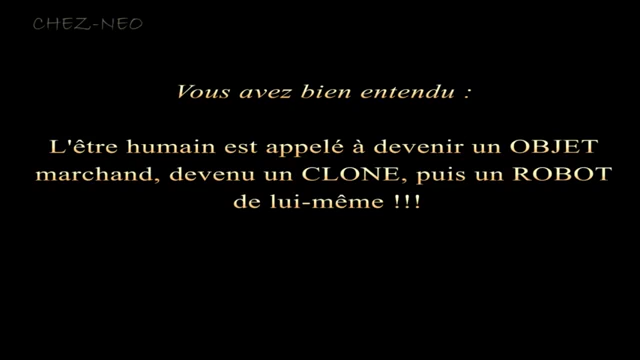 CHEZ-NEO
Vous avez bien entendu :
L'être humain est appelé à devenir un OBJET
marchand, devenu un CLONE, puis un ROBOT
de lui-même !!!